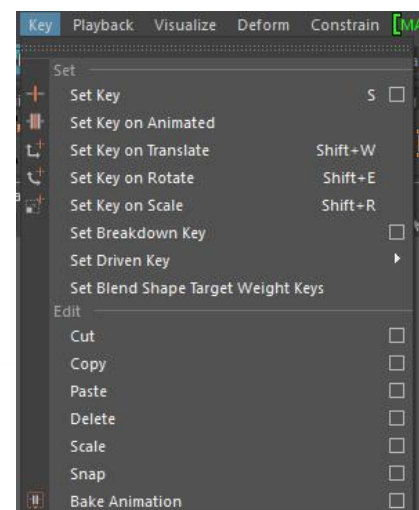 Key Playback Visualize Deform Constrain [MA
Set
Set Key S
Set Key on Animated
Set Key on Translate Shift+W
Set Key on Rotate Shift+E
Set Key on Scale Shift+R
Set Breakdown Key
Set Driven Key
Set Blend Shape Target Weight Keys
Edit
Cut
Copy
Paste
Delete
Scale
Snap
Bake Animation